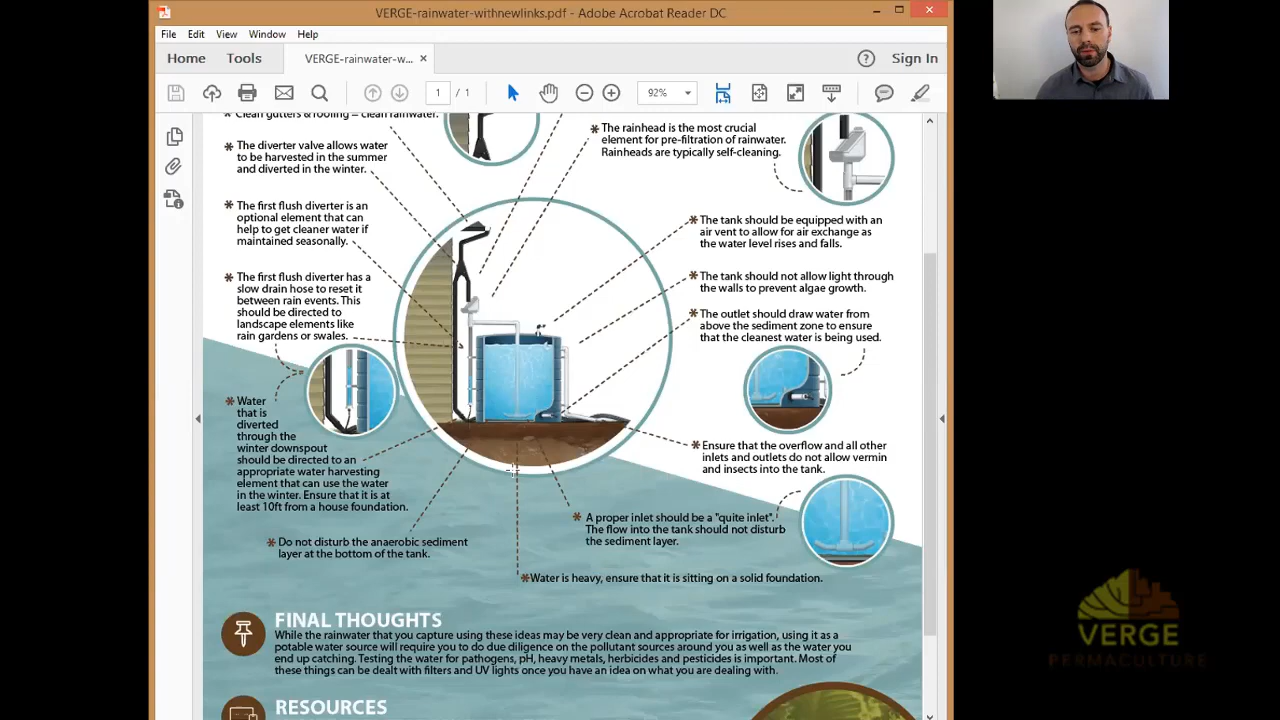 VERGE-rainwater-withnewlinks.pdf - Adobe Acrobat Reader DC
File Edit View Window Help
Home Tools VERGE-rainwater-w... × Sign In
1 / 1 92%
* Clean gutters & roofing = clean rainwater.
* The diverter valve allows water
to be harvested in the summer
and diverted in the winter.
* The first flush diverter is an
optional element that can
help to get cleaner water if
maintained seasonally.
* The first flush diverter has a
slow drain hose to reset it
between rain events. This
should be directed to
landscape elements like
rain gardens or swales.
* Water
that is
diverted
through the
winter downspout
should be directed to an
appropriate water harvesting
element that can use the water
in the winter. Ensure that it is at
least 10ft from a house foundation.
* Do not disturb the anaerobic sediment
layer at the bottom of the tank.
* The rainhead is the most crucial
element for pre-filtration of rainwater.
Rainheads are typically self-cleaning.
* The tank should be equipped with an
air vent to allow for air exchange as
the water level rises and falls.
* The tank should not allow light through
the walls to prevent algae growth.
* The outlet should draw water from
above the sediment zone to ensure
that the cleanest water is being used.
* Ensure that the overflow and all other
inlets and outlets do not allow vermin
and insects into the tank.
* A proper inlet should be a "quite inlet".
The flow into the tank should not disturb
the sediment layer.
* Water is heavy, ensure that it is sitting on a solid foundation.
FINAL THOUGHTS
While the rainwater that you capture using these ideas may be very clean and appropriate for irrigation, using it as a
potable water source will require you to do due diligence on the pollutant sources around you as well as the water you
end up catching. Testing the water for pathogens, pH, heavy metals, herbicides and pesticides is important. Most of
these things can be dealt with filters and UV lights once you have an idea on what you are dealing with.
RESOURCES
VERGE
PERMACULTURE